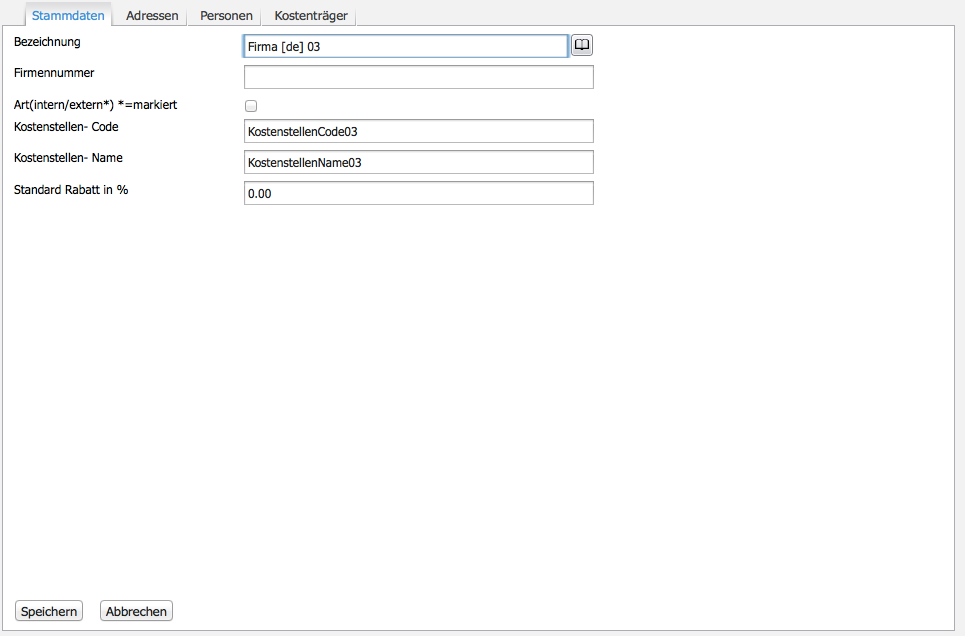 Stammdaten Adressen Personen Kostenträger
Bezeichnung Firma [de] 03
Firmennummer
Art(intern/extern*) *=markiert
Kostenstellen- Code KostenstellenCode03
Kostenstellen- Name KostenstellenName03
Standard Rabatt in % 0.00
Speichern Abbrechen